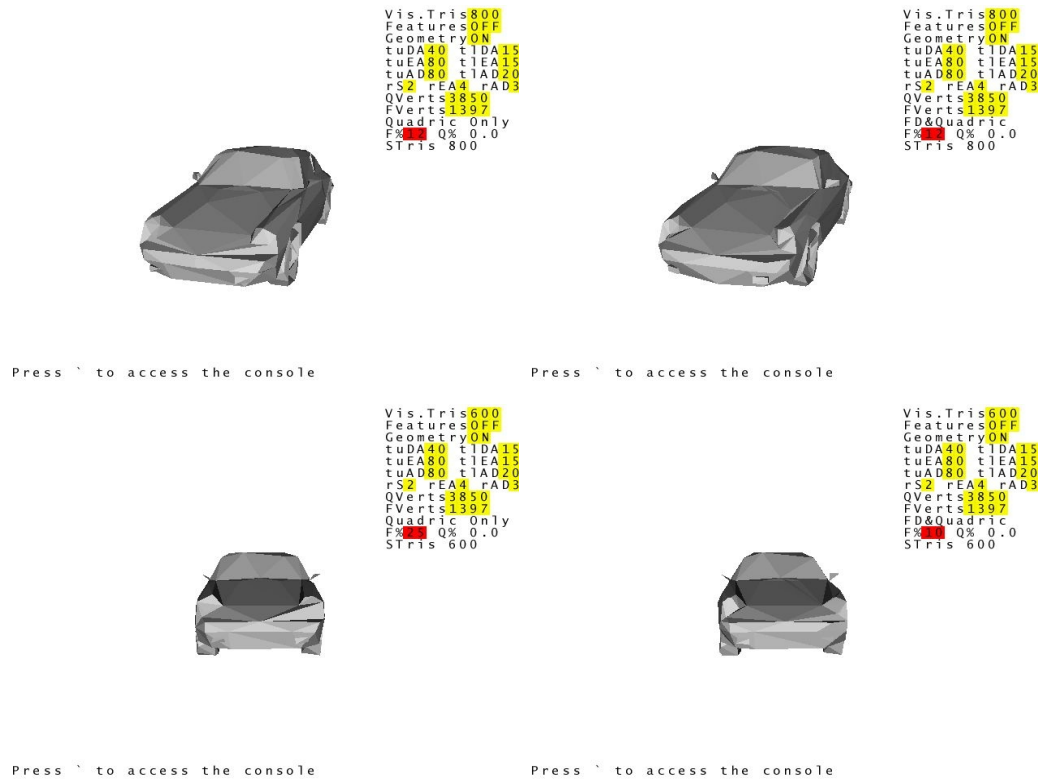 Vis.Tris800
FeaturesOFF
GeometryON
tuDA40 tlDA15
tuEA80 tlEA15
tuAD80 tlAD20
rS2 rEA4 rAD3
QVerts3850
FVerts1397
Quadric Only
F%12 Q% 0.0
STris 800
Press ` to access the console
Vis.Tris800
FeaturesOFF
GeometryON
tuDA40 tlDA15
tuEA80 tlEA15
tuAD80 tlAD20
rS2 rEA4 rAD3
QVerts3850
FVerts1397
FD&Quadric
F%12 Q% 0.0
STris 800
Press ` to access the console
Vis.Tris600
FeaturesOFF
GeometryON
tuDA40 tlDA15
tuEA80 tlEA15
tuAD80 tlAD20
rS2 rEA4 rAD3
QVerts3850
FVerts1397
Quadric Only
F%25 Q% 0.0
STris 600
Press ` to access the console
Vis.Tris600
FeaturesOFF
GeometryON
tuDA40 tlDA15
tuEA80 tlEA15
tuAD80 tlAD20
rS2 rEA4 rAD3
QVerts3850
FVerts1397
FD&Quadric
F%10 Q% 0.0
STris 600
Press ` to access the console